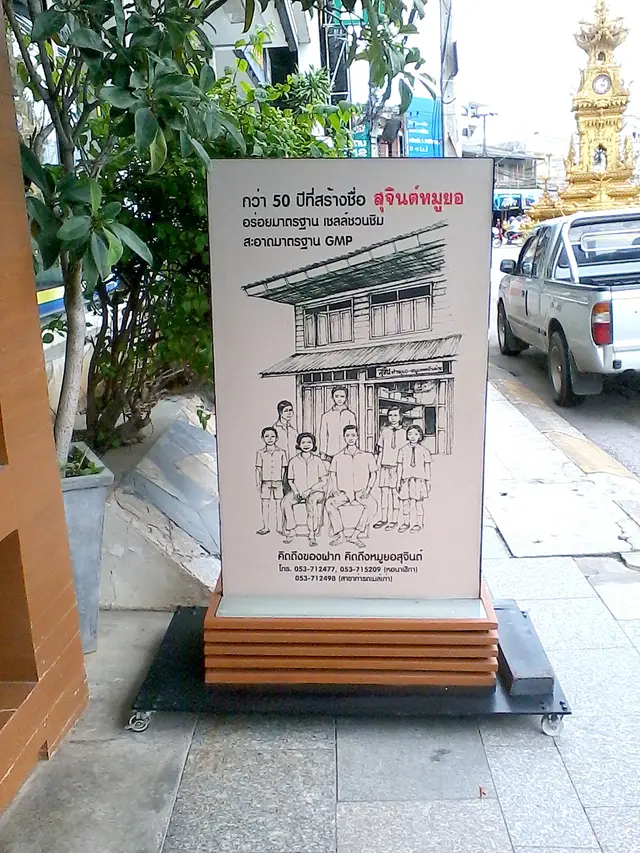 กว่า 50 ปีที่สร้างชื่อ สุจินต์หมูยอ
อร่อยมาตรฐาน เชลล์ชวนชิม
สะอาดมาตรฐาน GMP
คิดถึงของฝาก คิดถึงหมูยอสุจินต์
โทร. 053-712477, 053-715209 (หอนาฬิกา)
053-712498 (สาขาการเคหะเก่า)